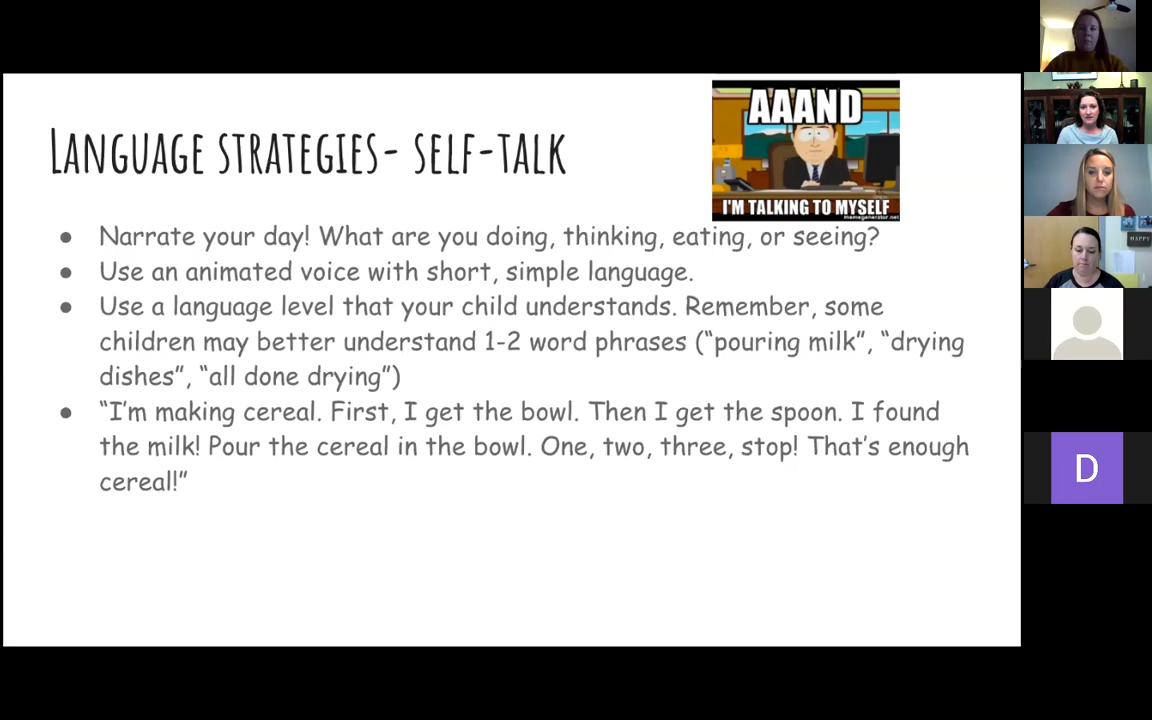 AAAND
I'M TALKING TO MYSELF
memegenerator.net
Language strategies- self-talk
● Narrate your day! What are you doing, thinking, eating, or seeing?
● Use an animated voice with short, simple language.
● Use a language level that your child understands. Remember, some
children may better understand 1-2 word phrases (“pouring milk”, “drying
dishes”, “all done drying”)
● “I’m making cereal. First, I get the bowl. Then I get the spoon. I found
the milk! Pour the cereal in the bowl. One, two, three, stop! That’s enough
cereal!”
HAPPY
D